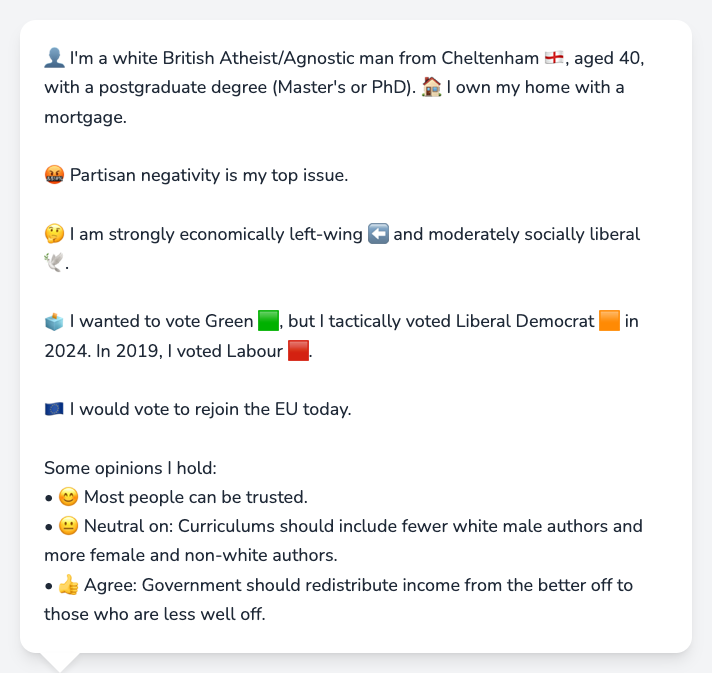 👤 I'm a white British Atheist/Agnostic man from Cheltenham 🏴󠁧󠁢󠁥󠁮󠁧󠁿, aged 40,
with a postgraduate degree (Master's or PhD). 🏠 I own my home with a
mortgage.
🤬 Partisan negativity is my top issue.
🤔 I am strongly economically left-wing ⬅️ and moderately socially liberal
🕊️.
🗳️ I wanted to vote Green 🟩, but I tactically voted Liberal Democrat 🟧 in
2024. In 2019, I voted Labour 🟥.
🇪🇺 I would vote to rejoin the EU today.
Some opinions I hold:
• 😊 Most people can be trusted.
• 😐 Neutral on: Curriculums should include fewer white male authors and
more female and non-white authors.
• 👍 Agree: Government should redistribute income from the better off to
those who are less well off.